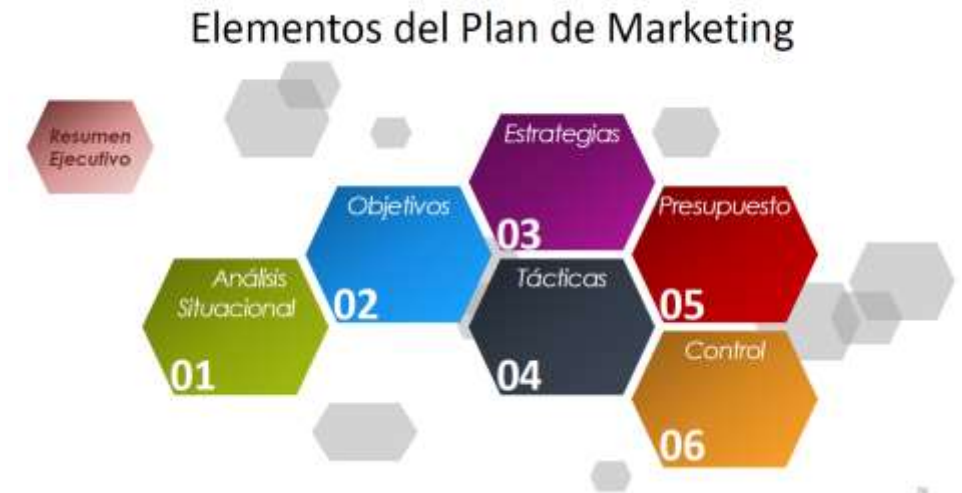 Elementos del Plan de Marketing
Resumen
Ejecutivo
Análisis
Situacional
01
Objetivos
02
Estrategias
03
Tácticas
04
Presupuesto
05
Control
06